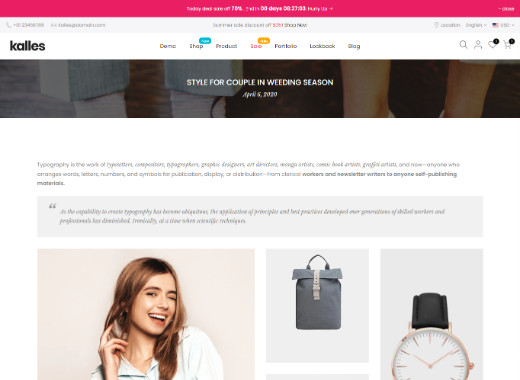 Today deal sale off 70%. End in 00 days 08:27:03. Hurry Up →
close
+01 23456789 kalles@domain.com
Summer sale discount off 50%! Shop Now
Location English USD
kalles
Demo Shop Product Sale Portfolio Lookbook Blog
STYLE FOR COUPLE IN WEEDING SEASON
April 6, 2020
Typography is the work of typesetters, compositors, typographers, graphic designers, art directors, manga artists, comic book artists, graffiti artists, and now—anyone who
arranges words, letters, numbers, and symbols for publication, display, or distribution—from clerical workers and newsletter writers to anyone self-publishing
materials.
As the capability to create typography has become ubiquitous, the application of principles and best practices developed over generations of skilled workers and
professionals has diminished. Ironically, at a time when scientific techniques